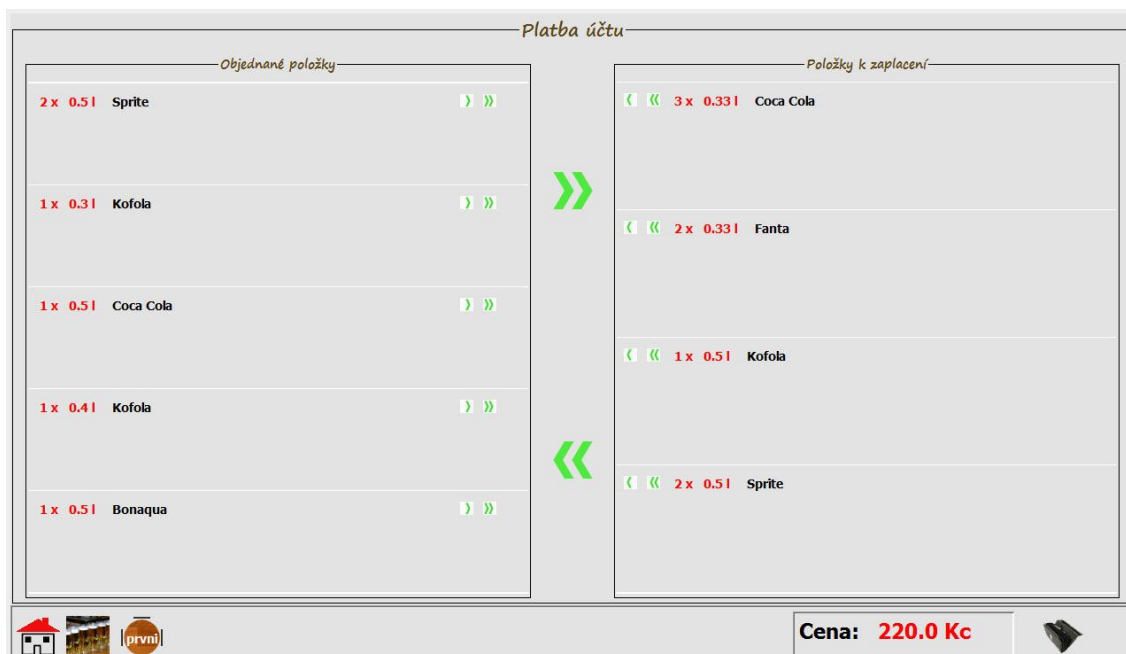 Platba účtu
Objednané položky
2 x 0.5 l Sprite
1 x 0.3 l Kofola
1 x 0.5 l Coca Cola
1 x 0.4 l Kofola
1 x 0.5 l Bonaqua
Položky k zaplacení
3 x 0.33 l Coca Cola
2 x 0.33 l Fanta
1 x 0.5 l Kofola
2 x 0.5 l Sprite
první
Cena: 220.0 Kc